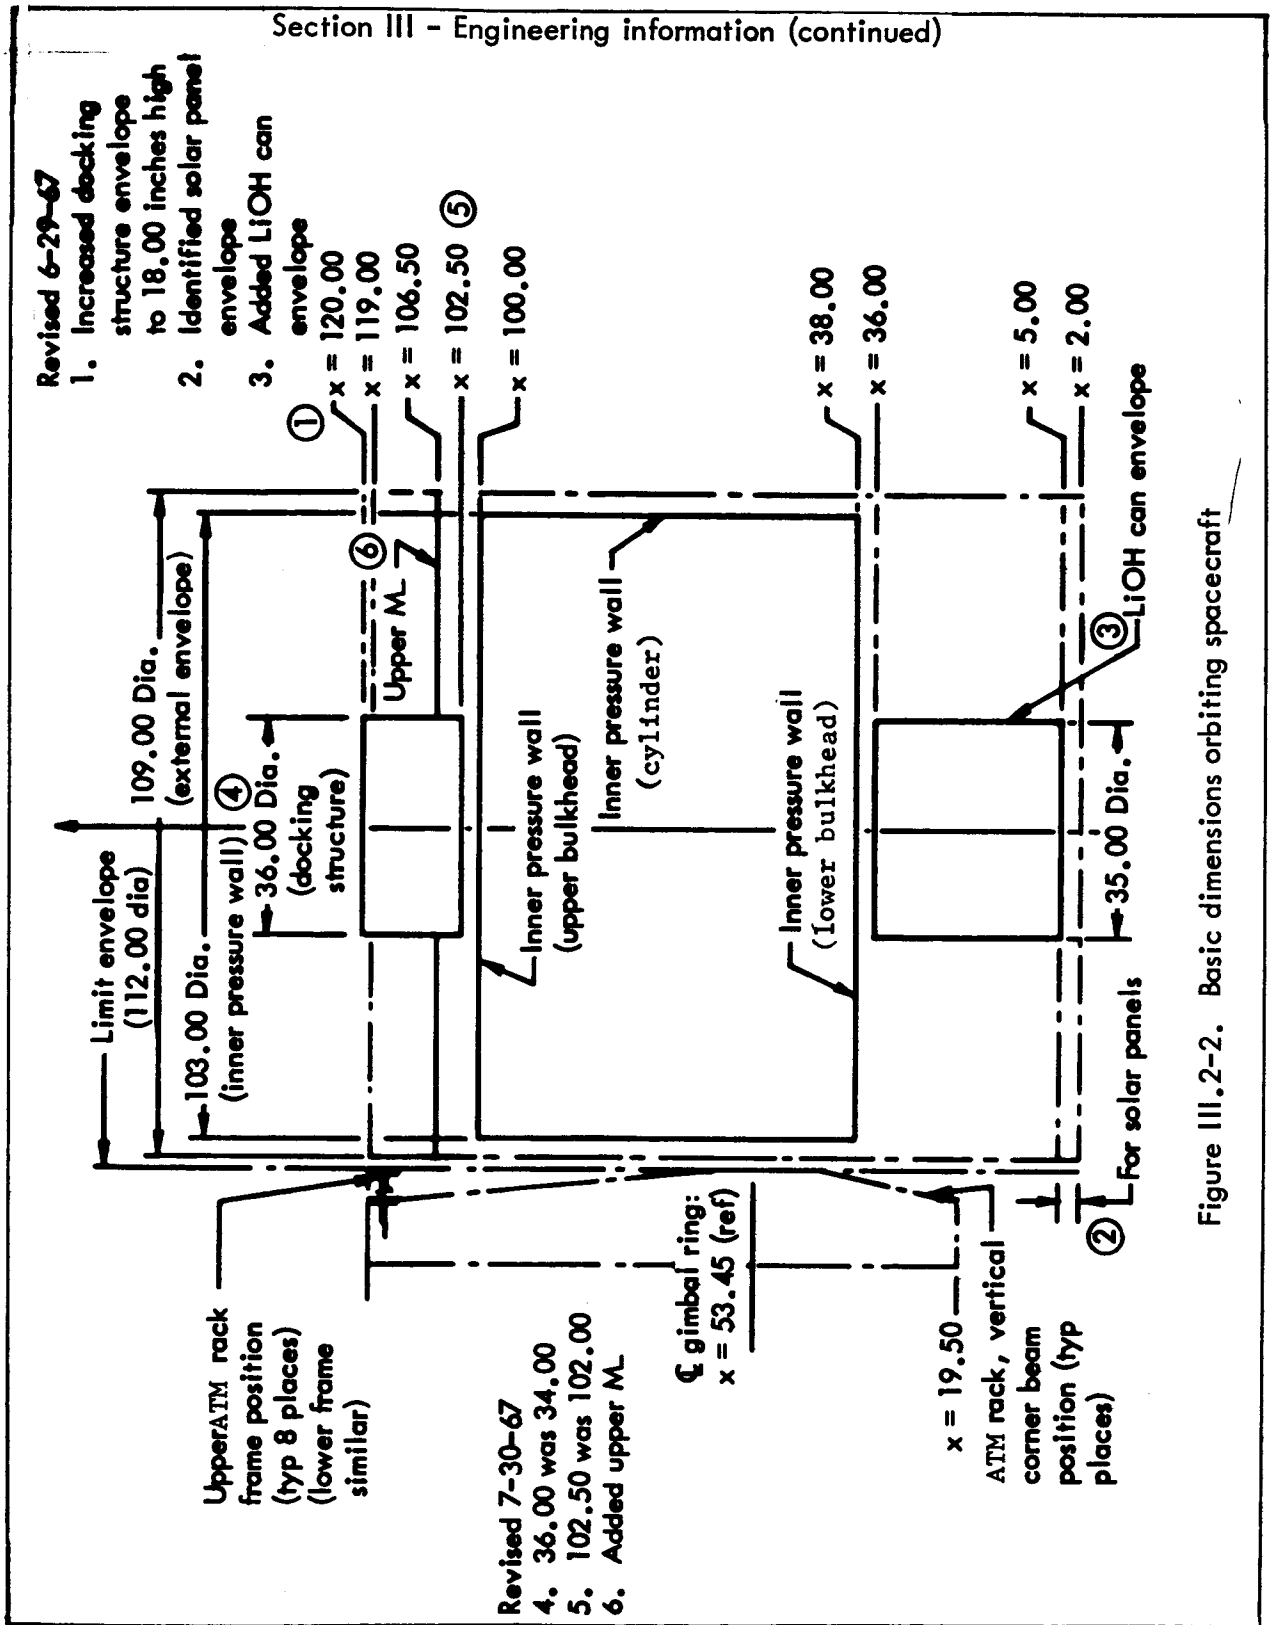 Section III - Engineering information (continued)
Revised 6-29-67
1. Increased docking
structure envelope
to 18.00 inches high
2. Identified solar panel
envelope
3. Added LiOH can
envelope
①
x = 120.00
x = 119.00
x = 106.50
x = 102.50 ⑤
x = 100.00
x = 38.00
x = 36.00
x = 5.00
x = 2.00
Limit envelope
(112.00 dia)
109.00 Dia.
(external envelope)
103.00 Dia.
(inner pressure wall) ④
36.00 Dia.
(docking
structure)
⑥
Upper M
Inner pressure wall
(upper bulkhead)
Inner pressure wall
(cylinder)
Inner pressure wall
(lower bulkhead)
③
LiOH can envelope
35.00 Dia.
For solar panels
②
UpperATM rack
frame position
(typ 8 places)
(lower frame
similar)
℄ gimbal ring:
x = 53.45 (ref)
x = 19.50
ATM rack, vertical
corner beam
position (typ
places)
Revised 7-30-67
4. 36.00 was 34.00
5. 102.50 was 102.00
6. Added upper M
Figure III.2-2. Basic dimensions orbiting spacecraft